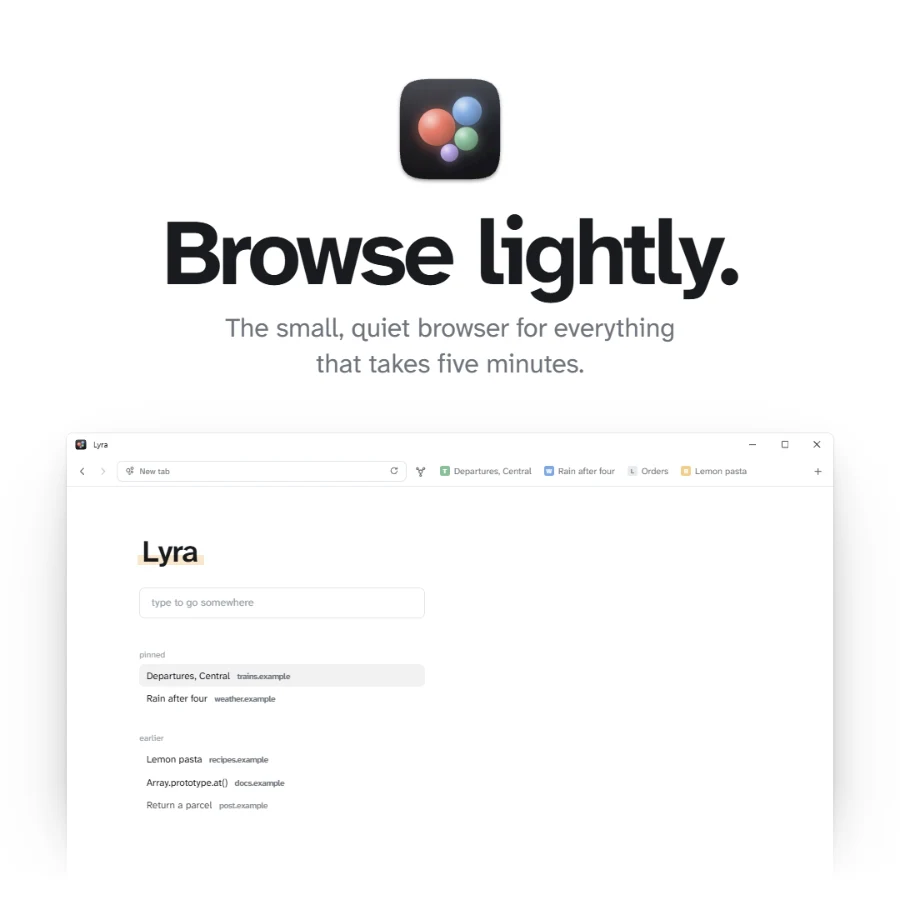 Browse lightly.
The small, quiet browser for everything
that takes five minutes.
Lyra
New tab
T Departures, Central
W Rain after four
L Orders
R Lemon pasta
Lyra
type to go somewhere
pinned
Departures, Central trains.example
Rain after four weather.example
earlier
Lemon pasta recipes.example
Array.prototype.at() docs.example
Return a parcel post.example